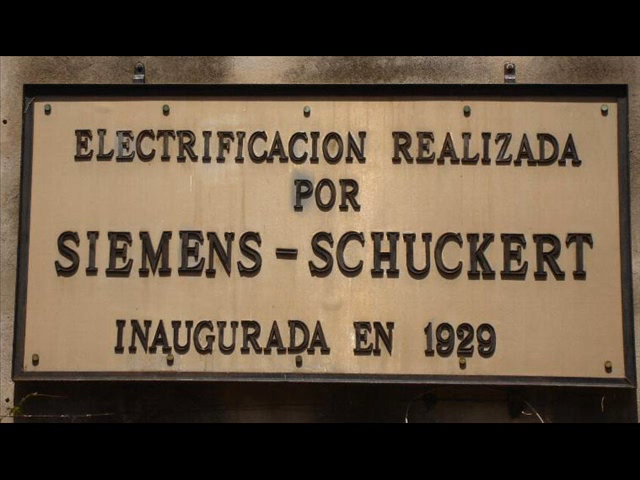 ELECTRIFICACION REALIZADA
POR
SIEMENS - SCHUCKERT
INAUGURADA EN 1929